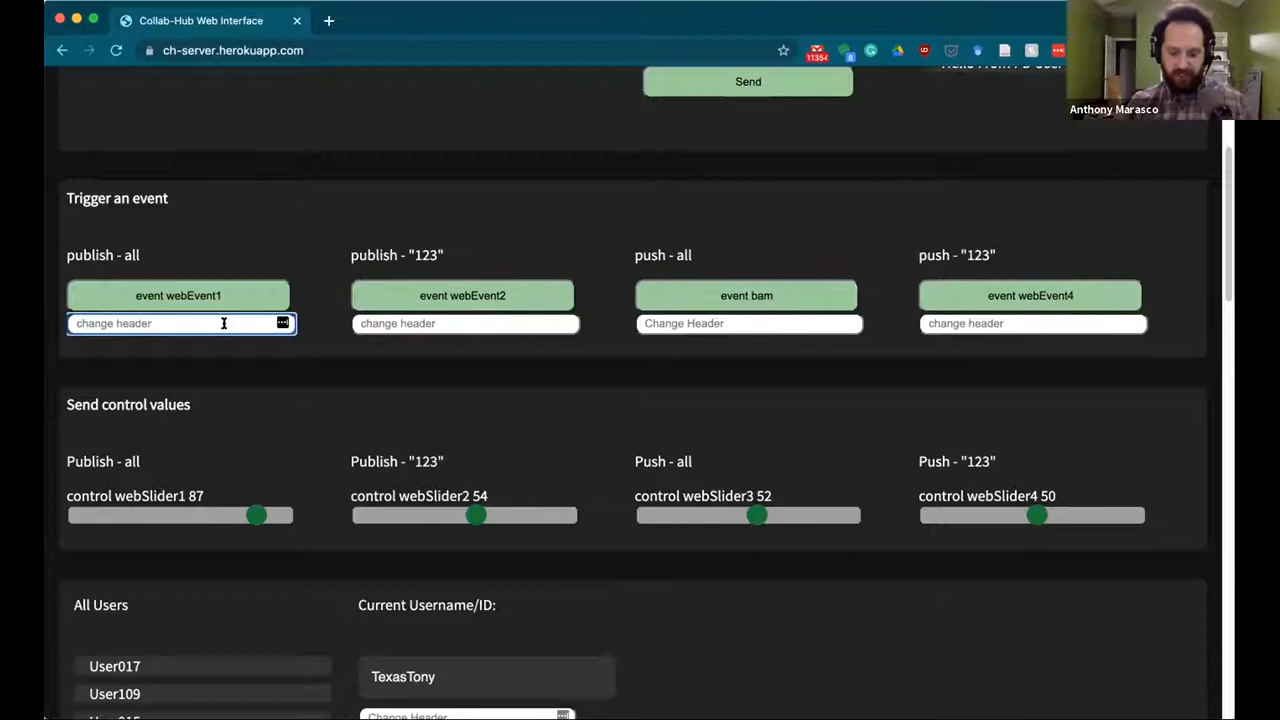 Collab-Hub Web Interface
ch-server.herokuapp.com
11354
8
Anthony Marasco
Send
Trigger an event
publish - all
publish - "123"
push - all
push - "123"
event webEvent1
event webEvent2
event bam
event webEvent4
change header
change header
Change Header
change header
Send control values
Publish - all
Publish - "123"
Push - all
Push - "123"
control webSlider1 87
control webSlider2 54
control webSlider3 52
control webSlider4 50
All Users
Current Username/ID:
User017
TexasTony
User109
Change Header